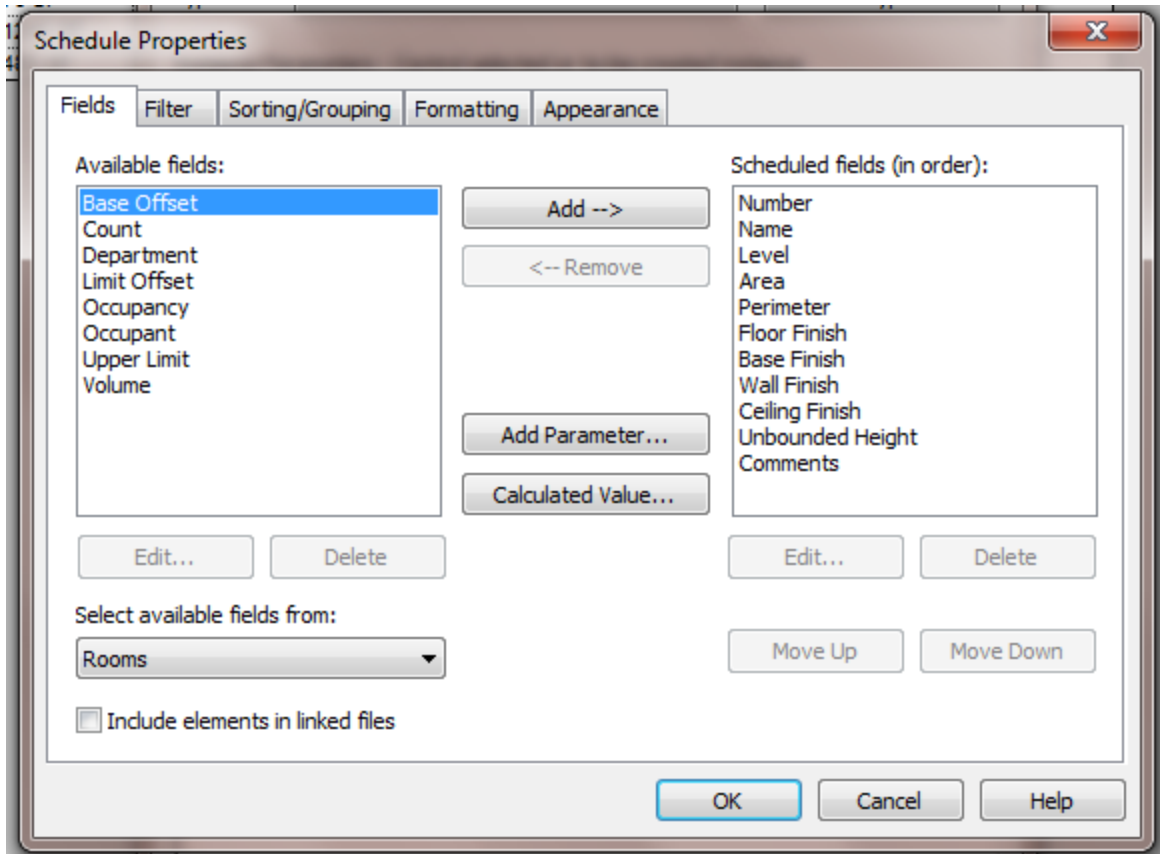 Schedule Properties
Fields
Filter
Sorting/Grouping
Formatting
Appearance
Available fields:
Base Offset
Count
Department
Limit Offset
Occupancy
Occupant
Upper Limit
Volume
Add -->
<-- Remove
Add Parameter...
Calculated Value...
Scheduled fields (in order):
Number
Name
Level
Area
Perimeter
Floor Finish
Base Finish
Wall Finish
Ceiling Finish
Unbounded Height
Comments
Edit...
Delete
Edit...
Delete
Select available fields from:
Rooms
Move Up
Move Down
Include elements in linked files
OK
Cancel
Help